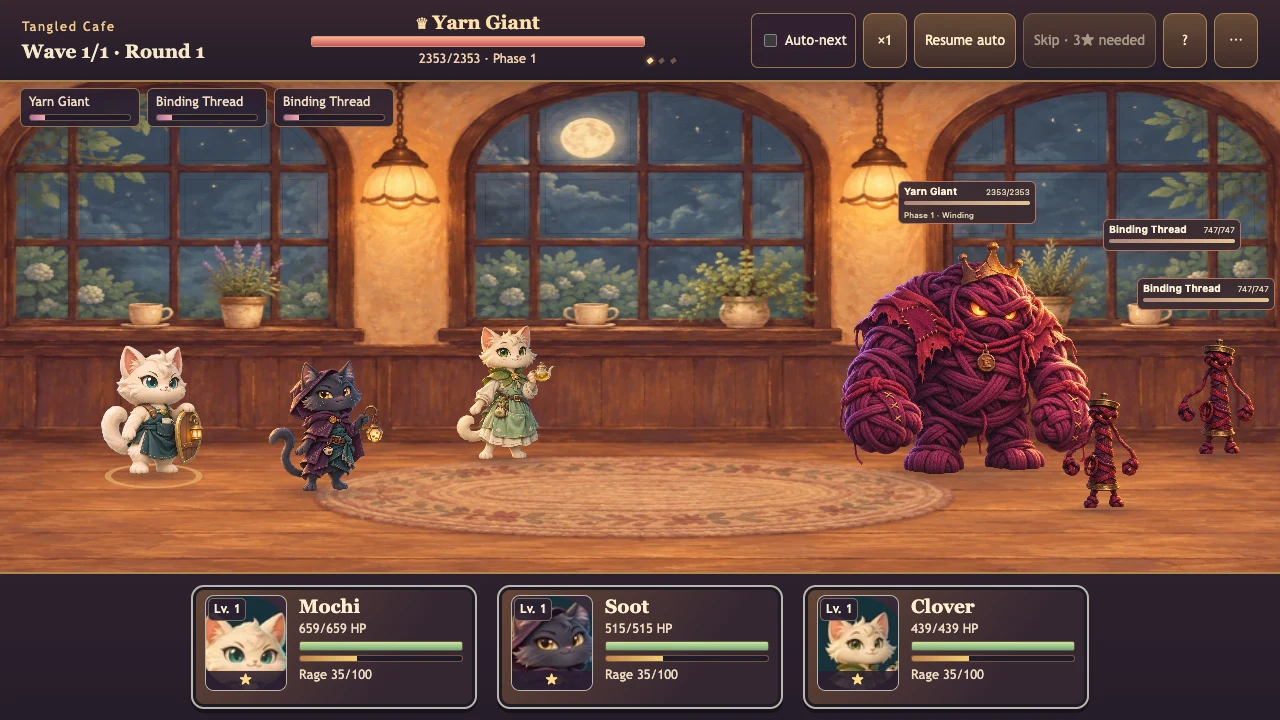 Tangled Cafe
Wave 1/1 · Round 1
♛ Yarn Giant
2353/2353 · Phase 1
Auto-next
×1
Resume auto
Skip · 3★ needed
?
···
Yarn Giant
Binding Thread
Binding Thread
Yarn Giant 2353/2353
Phase 1 · Winding
Binding Thread 747/747
Binding Thread 747/747
Lv. 1
Mochi
659/659 HP
Rage 35/100
Lv. 1
Soot
515/515 HP
Rage 35/100
Lv. 1
Clover
439/439 HP
Rage 35/100